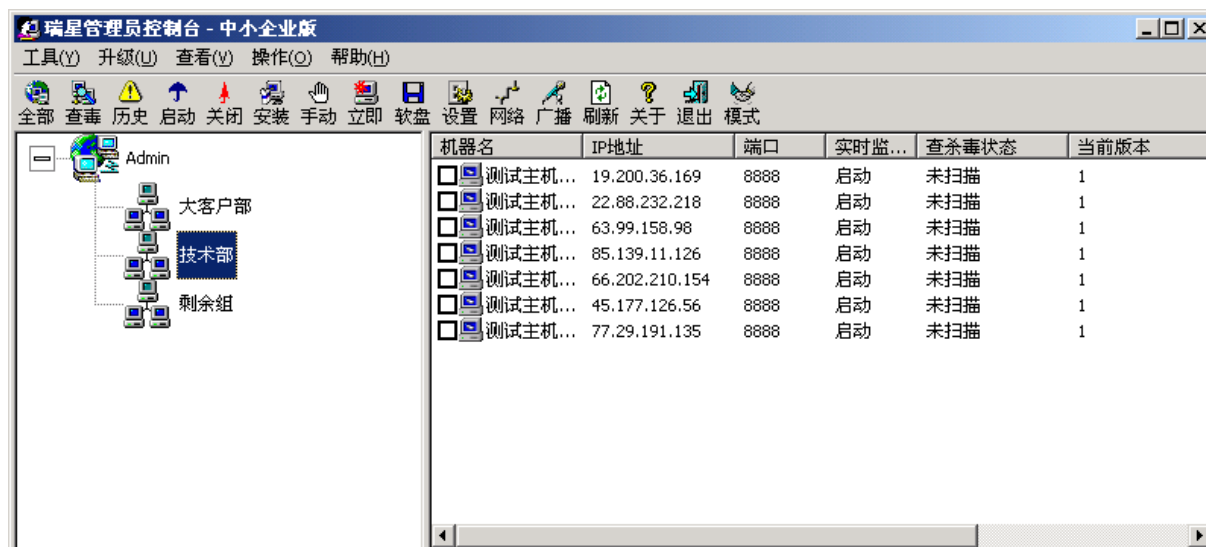 瑞星管理员控制台 - 中小企业版
工具(Y) 升级(U) 查看(V) 操作(O) 帮助(H)
全部 查毒 历史 启动 关闭 安装 手动 立即 软盘 设置 网络 广播 刷新 关于 退出 模式
Admin
大客户部
技术部
剩余组
机器名 IP地址 端口 实时监... 查杀毒状态 当前版本
测试主机... 19.200.36.169 8888 启动 未扫描 1
测试主机... 22.88.232.218 8888 启动 未扫描 1
测试主机... 63.99.158.98 8888 启动 未扫描 1
测试主机... 85.139.11.126 8888 启动 未扫描 1
测试主机... 66.202.210.154 8888 启动 未扫描 1
测试主机... 45.177.126.56 8888 启动 未扫描 1
测试主机... 77.29.191.135 8888 启动 未扫描 1